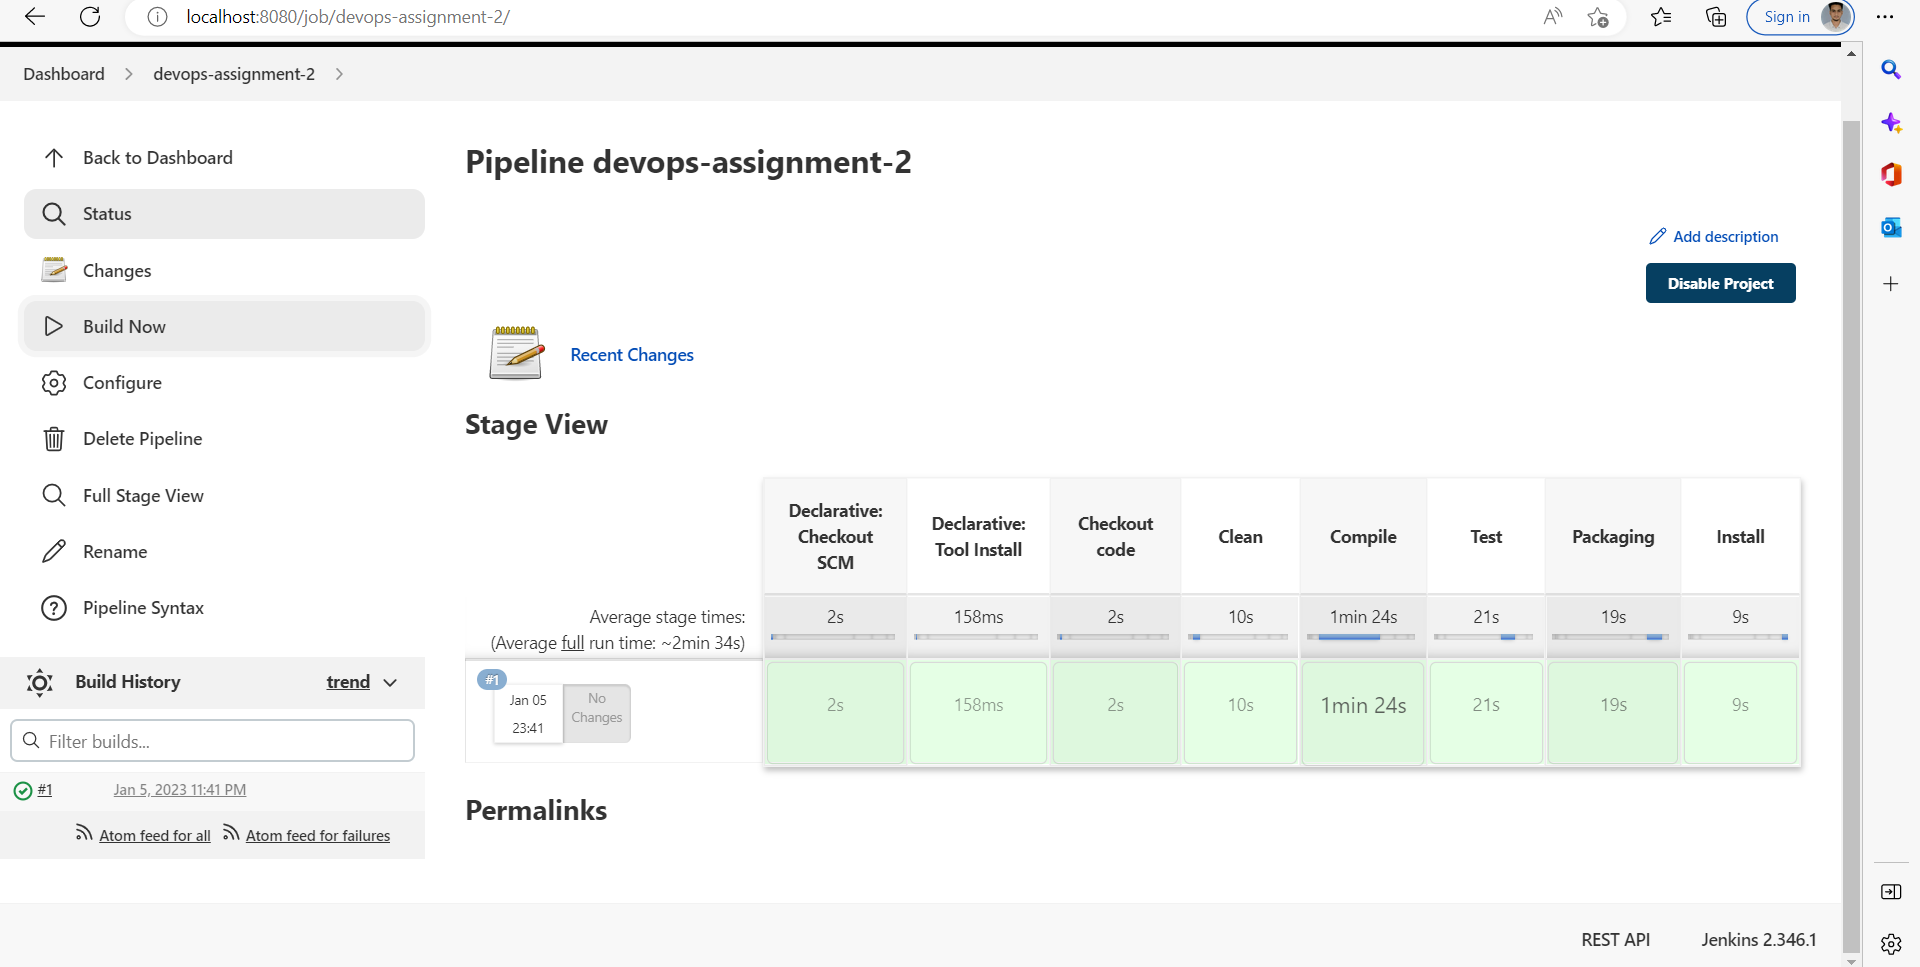 localhost:8080/job/devops-assignment-2/
Sign in
Dashboard
devops-assignment-2
Back to Dashboard
Status
Changes
Build Now
Configure
Delete Pipeline
Full Stage View
Rename
Pipeline Syntax
Build History
trend
Filter builds...
#1
Jan 5, 2023 11:41 PM
Atom feed for all
Atom feed for failures
Pipeline devops-assignment-2
Add description
Disable Project
Recent Changes
Stage View
Declarative:
Checkout
SCM
Declarative:
Tool Install
Checkout
code
Clean
Compile
Test
Packaging
Install
Average stage times:
(Average full run time: ~2min 34s)
2s
158ms
2s
10s
1min 24s
21s
19s
9s
#1
Jan 05
23:41
No
Changes
2s
158ms
2s
10s
1min 24s
21s
19s
9s
Permalinks
REST API
Jenkins 2.346.1